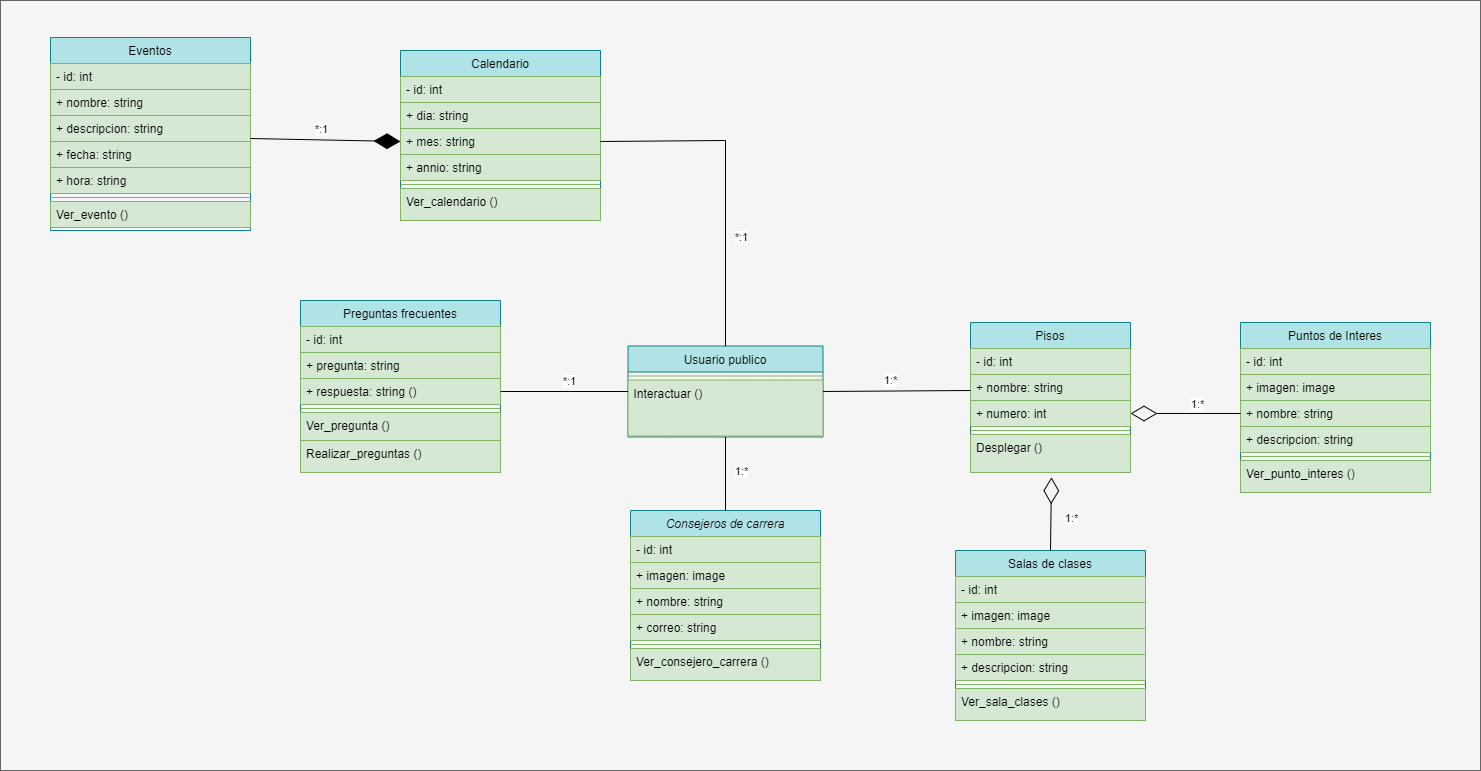 Eventos
- id: int
+ nombre: string
+ descripcion: string
+ fecha: string
+ hora: string
Ver_evento ()
*:1
Calendario
- id: int
+ dia: string
+ mes: string
+ annio: string
Ver_calendario ()
*:1
Preguntas frecuentes
- id: int
+ pregunta: string
+ respuesta: string ()
Ver_pregunta ()
Realizar_preguntas ()
*:1
Usuario publico
Interactuar ()
1:*
Pisos
- id: int
+ nombre: string
+ numero: int
Desplegar ()
1:*
Puntos de Interes
- id: int
+ imagen: image
+ nombre: string
+ descripcion: string
Ver_punto_interes ()
1:*
Consejeros de carrera
- id: int
+ imagen: image
+ nombre: string
+ correo: string
Ver_consejero_carrera ()
1:*
Salas de clases
- id: int
+ imagen: image
+ nombre: string
+ descripcion: string
Ver_sala_clases ()